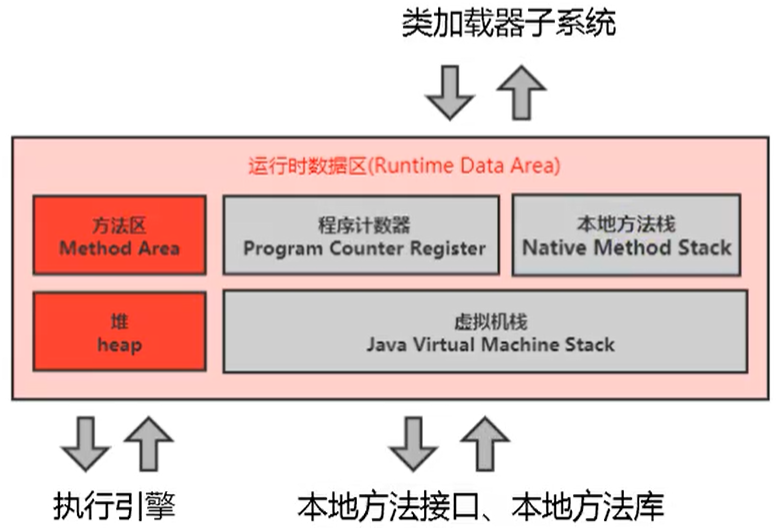 类加载器子系统
运行时数据区(Runtime Data Area)
方法区
Method Area
程序计数器
Program Counter Register
本地方法栈
Native Method Stack
堆
heap
虚拟机栈
Java Virtual Machine Stack
执行引擎
本地方法接口、本地方法库